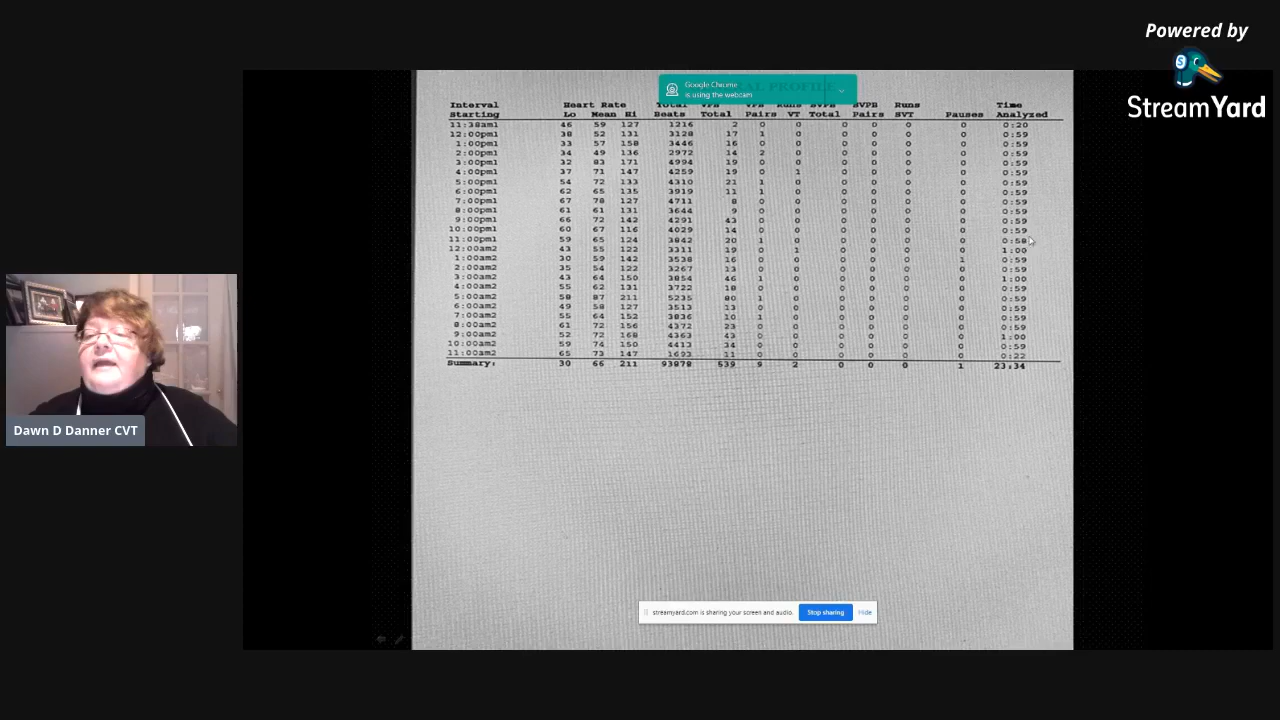 Powered by
StreamYard
Google Chrome
is using the webcam
Interval Heart Rate Total Runs SVPB Runs Time
Starting Lo Mean Hi Beats Total Pairs VT Total Pairs SVT Pauses Analyzed
11:38am1 46 59 127 1216 2 0 0 0 0 0 0 0:20
12:00pm1 38 52 131 3128 17 1 0 0 0 0 0 0:59
1:00pm1 33 57 158 3446 16 0 0 0 0 0 0 0:59
2:00pm1 34 49 136 2972 14 2 0 0 0 0 0 0:59
3:00pm1 32 83 171 4994 19 0 0 0 0 0 0 0:59
4:00pm1 37 71 147 4259 19 0 1 0 0 0 0 0:59
5:00pm1 54 72 133 4310 21 1 0 0 0 0 0 0:59
6:00pm1 62 65 135 3919 11 1 0 0 0 0 0 0:59
7:00pm1 67 78 127 4711 8 0 0 0 0 0 0 0:59
8:00pm1 61 61 131 3644 9 0 0 0 0 0 0 0:59
9:00pm1 66 72 142 4291 43 0 0 0 0 0 0 0:59
10:00pm1 60 67 116 4029 14 0 0 0 0 0 0 0:59
11:00pm1 59 65 124 3842 20 1 0 0 0 0 0 0:58
12:00am2 43 55 122 3311 19 0 1 0 0 0 0 1:00
1:00am2 30 59 142 3538 16 0 0 0 0 0 1 0:59
2:00am2 35 54 122 3267 13 0 0 0 0 0 0 0:59
3:00am2 43 64 150 3854 46 1 0 0 0 0 0 1:00
4:00am2 55 62 131 3722 18 0 0 0 0 0 0 0:59
5:00am2 58 87 211 5235 80 1 0 0 0 0 0 0:59
6:00am2 49 58 127 3513 13 0 0 0 0 0 0 0:59
7:00am2 55 64 152 3836 10 1 0 0 0 0 0 0:59
8:00am2 61 72 156 4372 23 0 0 0 0 0 0 0:59
9:00am2 52 72 168 4363 43 0 0 0 0 0 0 1:00
10:00am2 59 74 150 4413 34 0 0 0 0 0 0 0:59
11:00am2 65 73 147 1693 11 0 0 0 0 0 0 0:22
Summary: 30 66 211 93878 539 9 2 0 0 0 1 23:34
Dawn D Danner CVT
streamyard.com is sharing your screen and audio.
Stop sharing
Hide